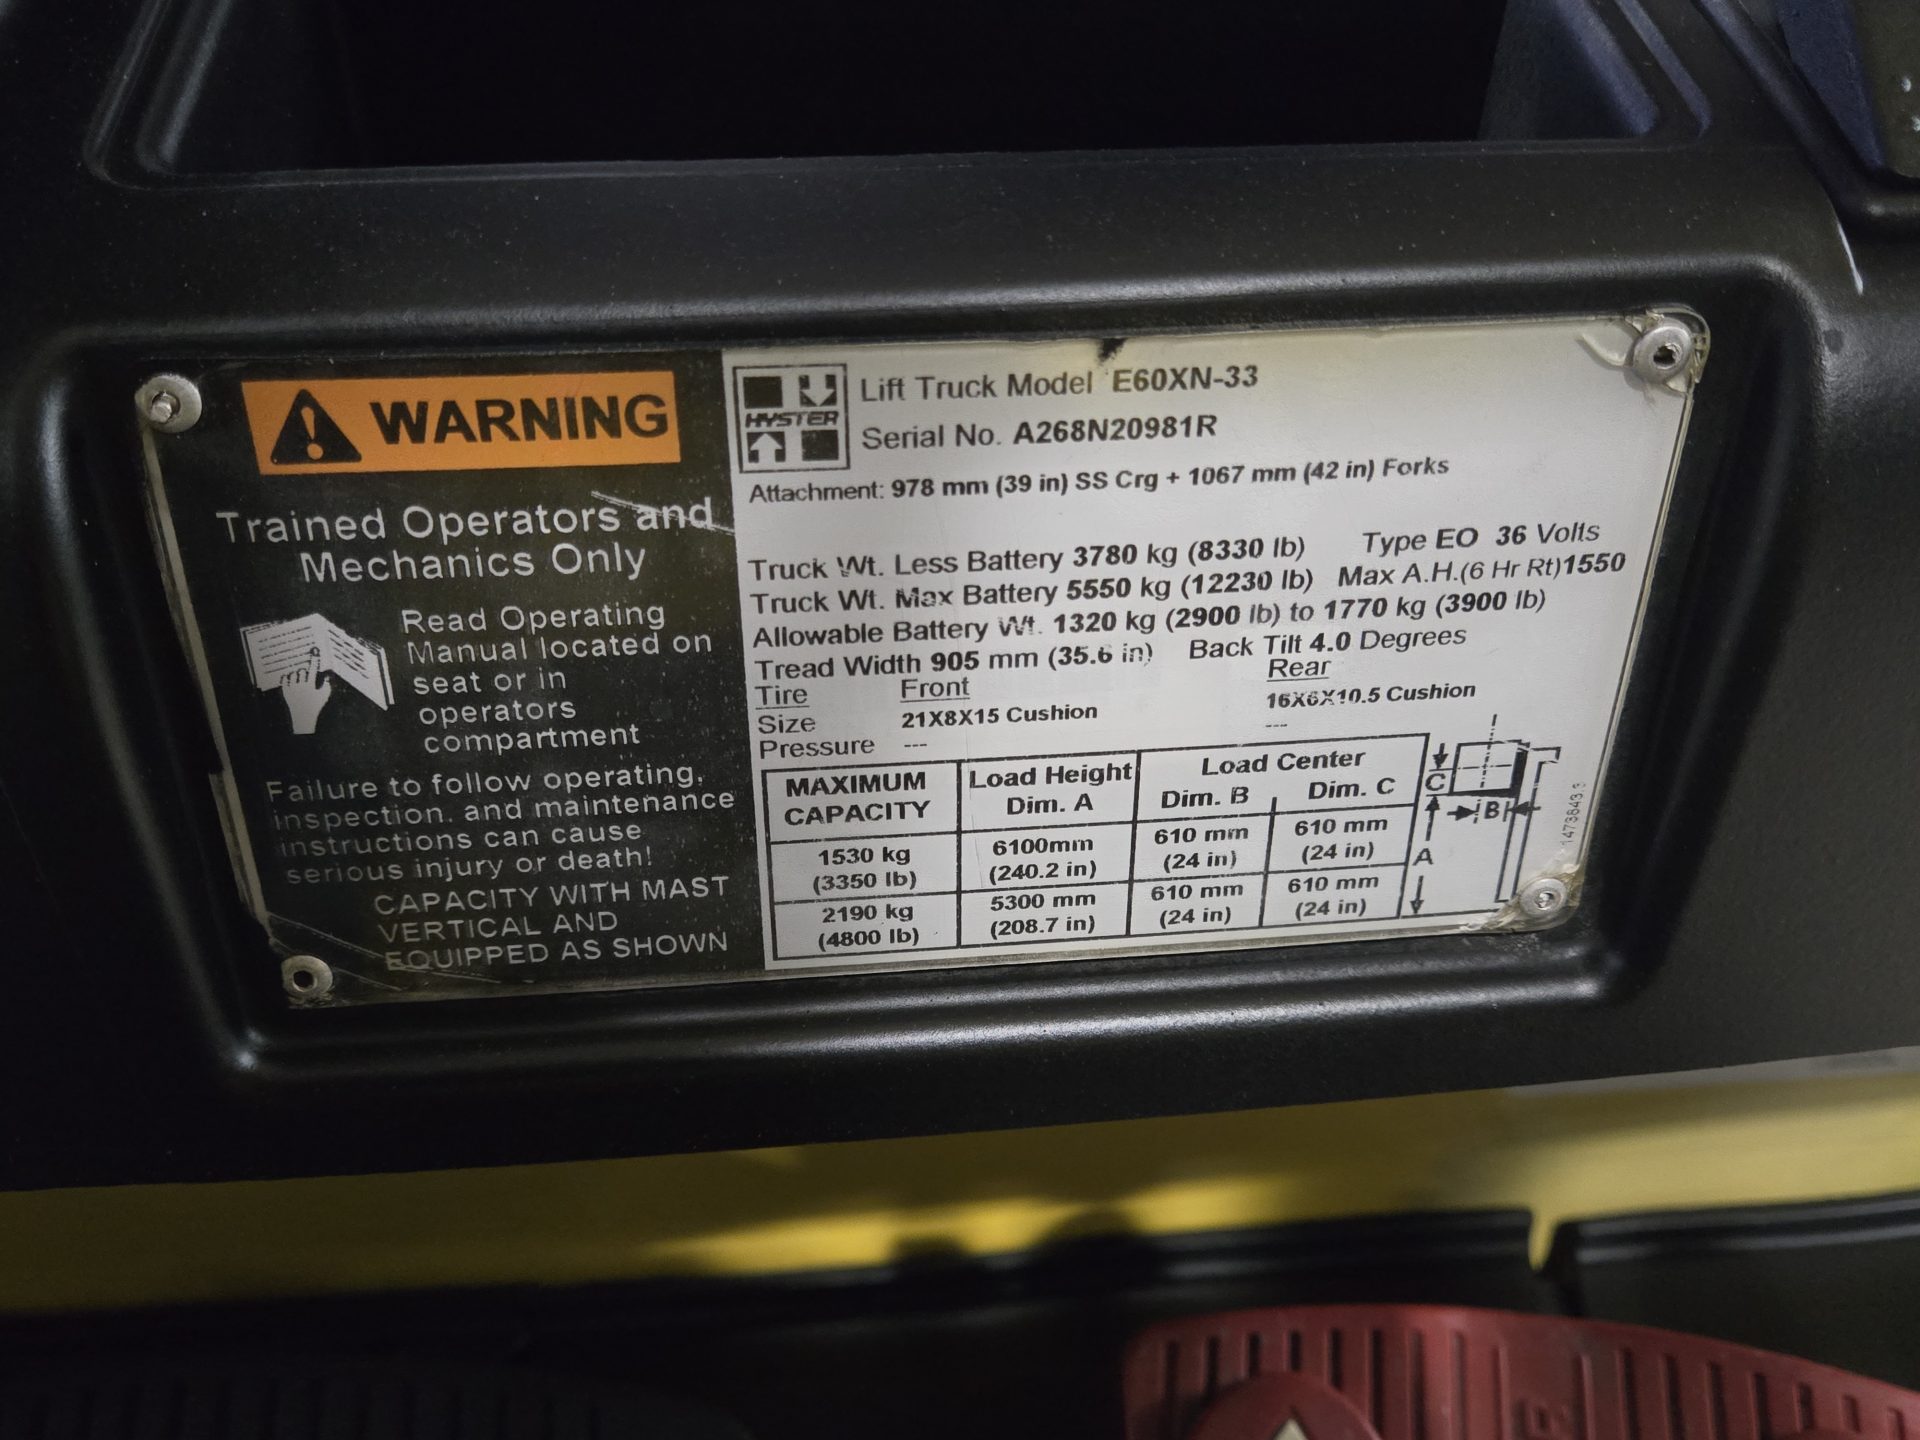 WARNING
Trained Operators and
Mechanics Only
Read Operating
Manual located on
seat or in
operators
compartment
Failure to follow operating,
inspection, and maintenance
instructions can cause
serious injury or death!
CAPACITY WITH MAST
VERTICAL AND
EQUIPPED AS SHOWN
HYSTER
Lift Truck Model E60XN-33
Serial No. A268N20981R
Attachment: 978 mm (39 in) SS Crg + 1067 mm (42 in) Forks
Truck Wt. Less Battery 3780 kg (8330 lb) Type EO 36 Volts
Truck Wt. Max Battery 5550 kg (12230 lb) Max A.H.(6 Hr Rt)1550
Allowable Battery Wt. 1320 kg (2900 lb) to 1770 kg (3900 lb)
Tread Width 905 mm (35.6 in) Back Tilt 4.0 Degrees
Tire Front Rear
Size 21X8X15 Cushion 16X6X10.5 Cushion
Pressure --- ---
MAXIMUM Load Height Load Center
CAPACITY Dim. A Dim. B Dim. C
1530 kg 6100mm 610 mm 610 mm
(3350 lb) (240.2 in) (24 in) (24 in)
2190 kg 5300 mm 610 mm 610 mm
(4800 lb) (208.7 in) (24 in) (24 in)
C
B
A
1473843.3